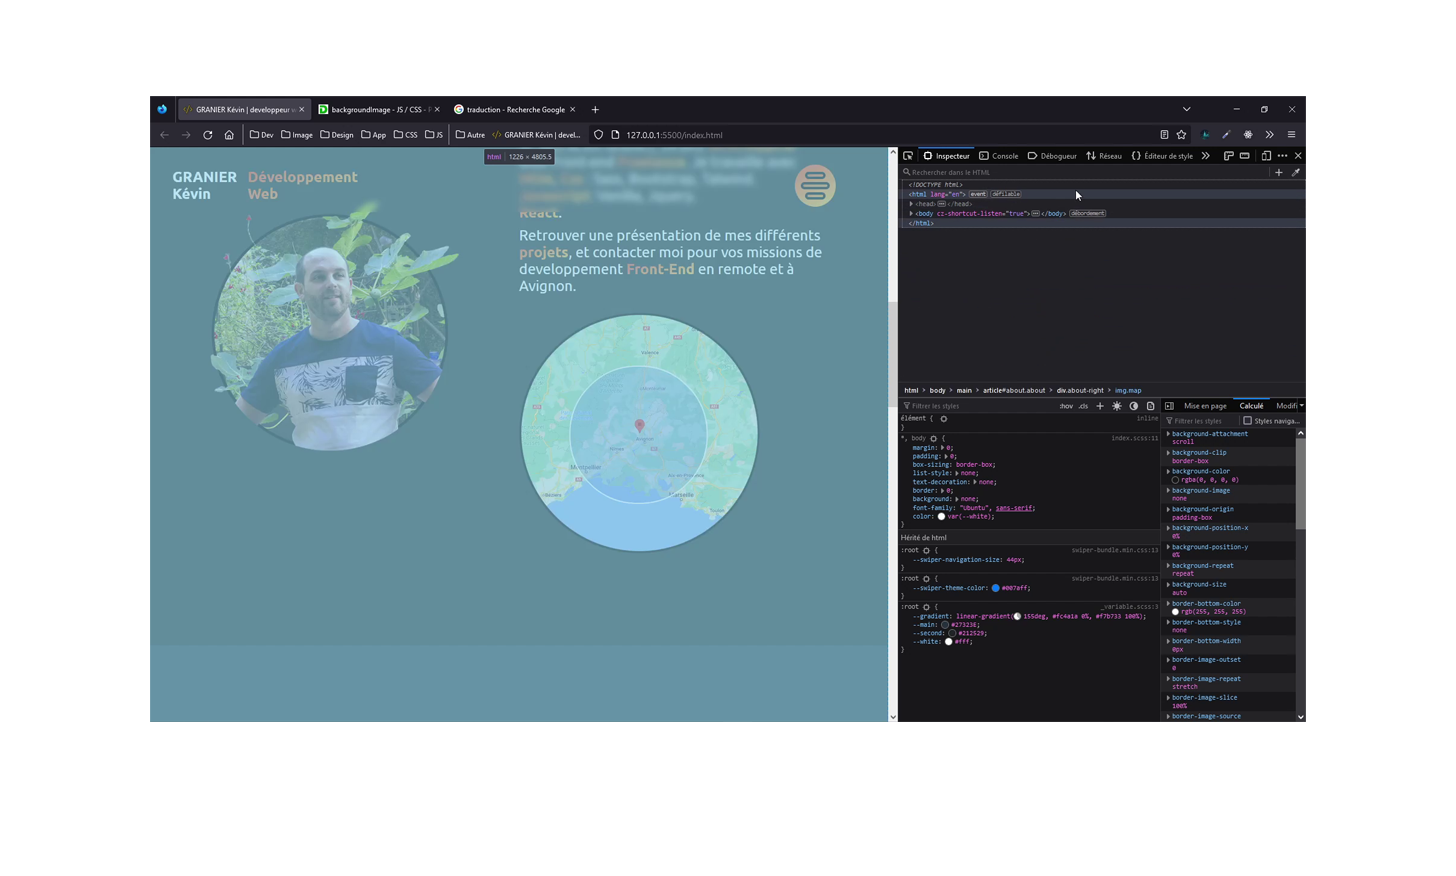 GRANIER Kévin | developpeur w
backgroundImage - JS / CSS - F
traduction - Recherche Google
Dev
Image
Design
App
CSS
JS
Autre
GRANIER Kévin | devel...
127.0.0.1:5500/index.html
html | 1226 × 4805.5
GRANIER Développement
Kévin Web
React.
Retrouver une présentation de mes différents
projets, et contacter moi pour vos missions de
developpement Front-End en remote et à
Avignon.
Valence
Avignon
Nîmes
Montpellier
Aix-en-Provence
Marseille
Toulon
Inspecteur
Console
Débogueur
Réseau
Éditeur de style
Rechercher dans le HTML
<!DOCTYPE html>
<html lang="en"> event défilable
<head> </head>
<body cz-shortcut-listen="true"> </body> débordement
</html>
html
body
main
article#about.about
div.about-right
img.map
Filtrer les styles
:hov .cls
élément { inline
}
*, body { index.scss:11
margin: 0;
padding: 0;
box-sizing: border-box;
list-style: none;
text-decoration: none;
border: 0;
background: none;
font-family: "Ubuntu", sans-serif;
color: var(--white);
}
Hérité de html
:root { swiper-bundle.min.css:13
--swiper-navigation-size: 44px;
}
:root { swiper-bundle.min.css:13
--swiper-theme-color: #007aff;
}
:root { _variable.scss:3
--gradient: linear-gradient( 155deg, #fc4a1a 0%, #f7b733 100%);
--main: #27323E;
--second: #212529;
--white: #fff;
}
Mise en page
Calculé
Modifi
Filtrer les styles
Styles naviga...
background-attachment
scroll
background-clip
border-box
background-color
rgba(0, 0, 0, 0)
background-image
none
background-origin
padding-box
background-position-x
0%
background-position-y
0%
background-repeat
repeat
background-size
auto
border-bottom-color
rgb(255, 255, 255)
border-bottom-style
none
border-bottom-width
0px
border-image-outset
0
border-image-repeat
stretch
border-image-slice
100%
border-image-source